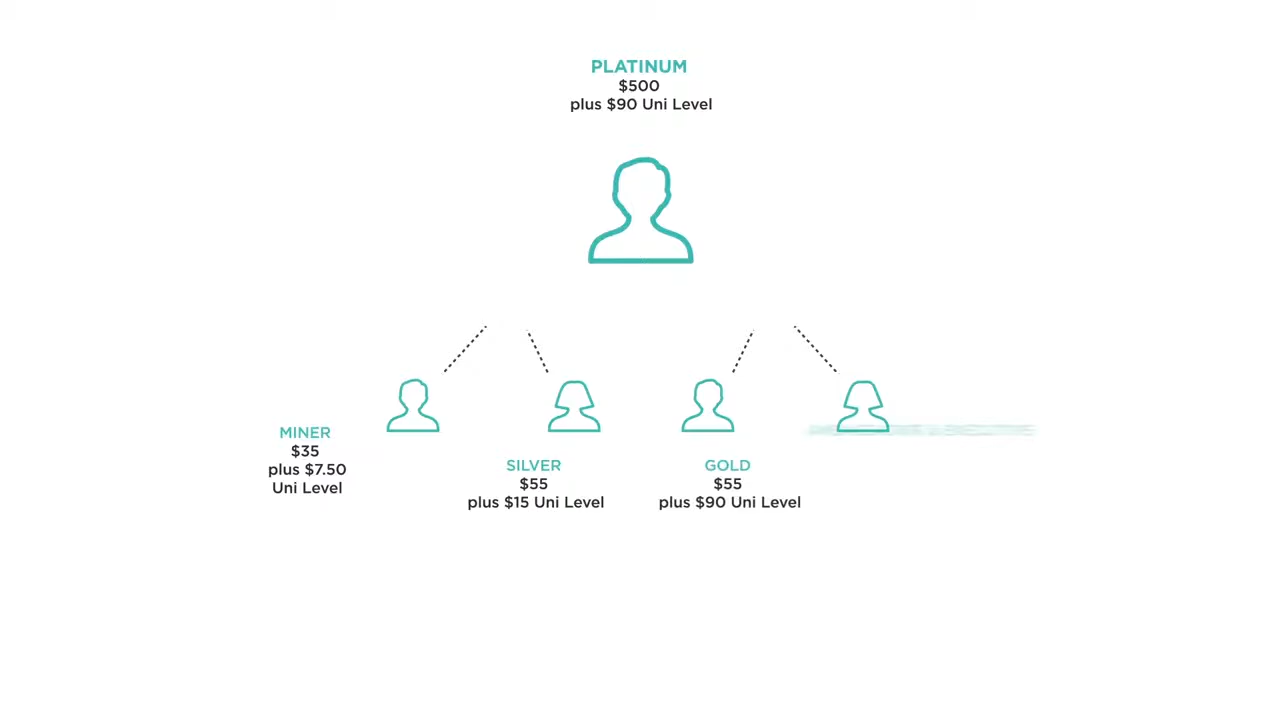 PLATINUM
$500
plus $90 Uni Level
MINER
$35
plus $7.50
Uni Level
SILVER
$55
plus $15 Uni Level
GOLD
$55
plus $90 Uni Level